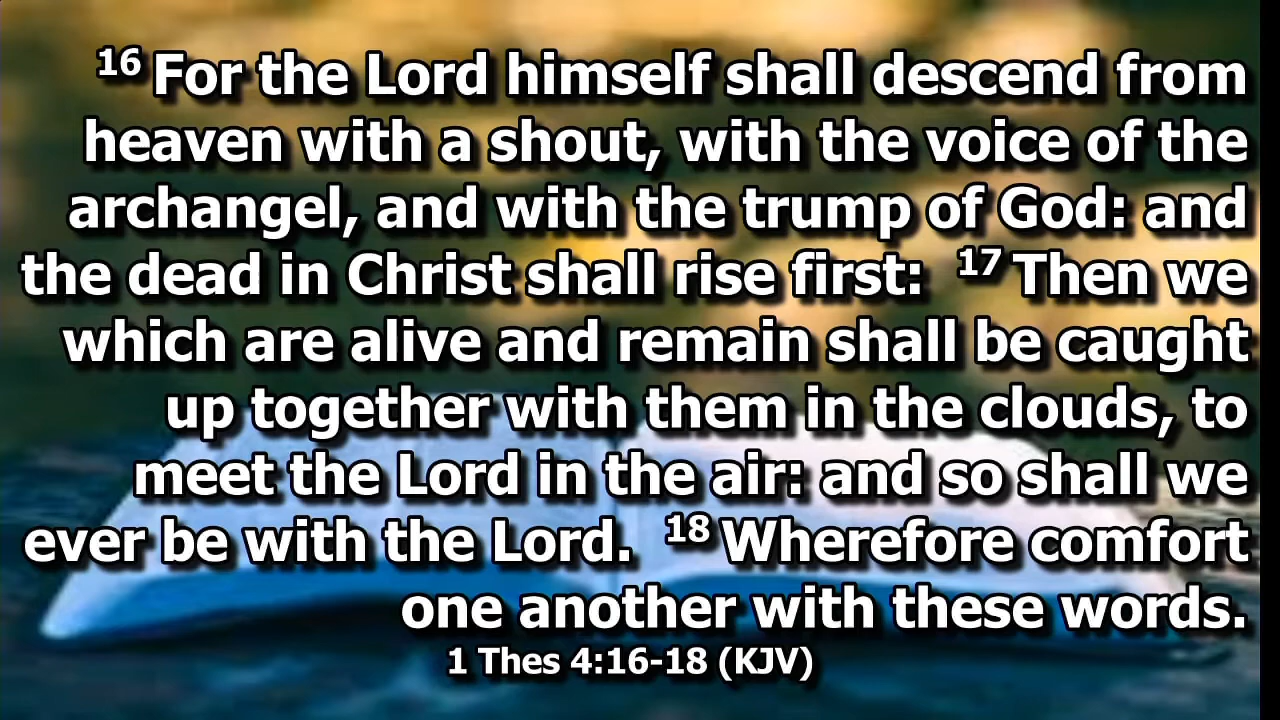 16 For the Lord himself shall descend from
heaven with a shout, with the voice of the
archangel, and with the trump of God: and
the dead in Christ shall rise first: 17 Then we
which are alive and remain shall be caught
up together with them in the clouds, to
meet the Lord in the air: and so shall we
ever be with the Lord. 18 Wherefore comfort
one another with these words.
1 Thes 4:16-18 (KJV)